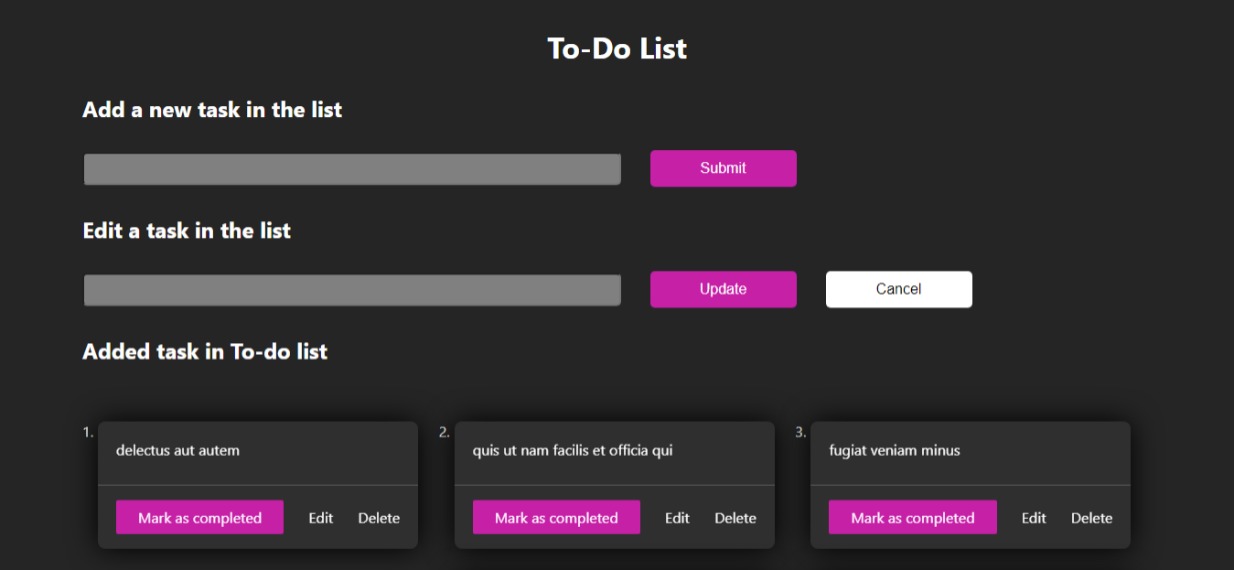 To-Do List
Add a new task in the list
Submit
Edit a task in the list
Update Cancel
Added task in To-do list
1. delectus aut autem
Mark as completed Edit Delete
2. quis ut nam facilis et officia qui
Mark as completed Edit Delete
3. fugiat veniam minus
Mark as completed Edit Delete